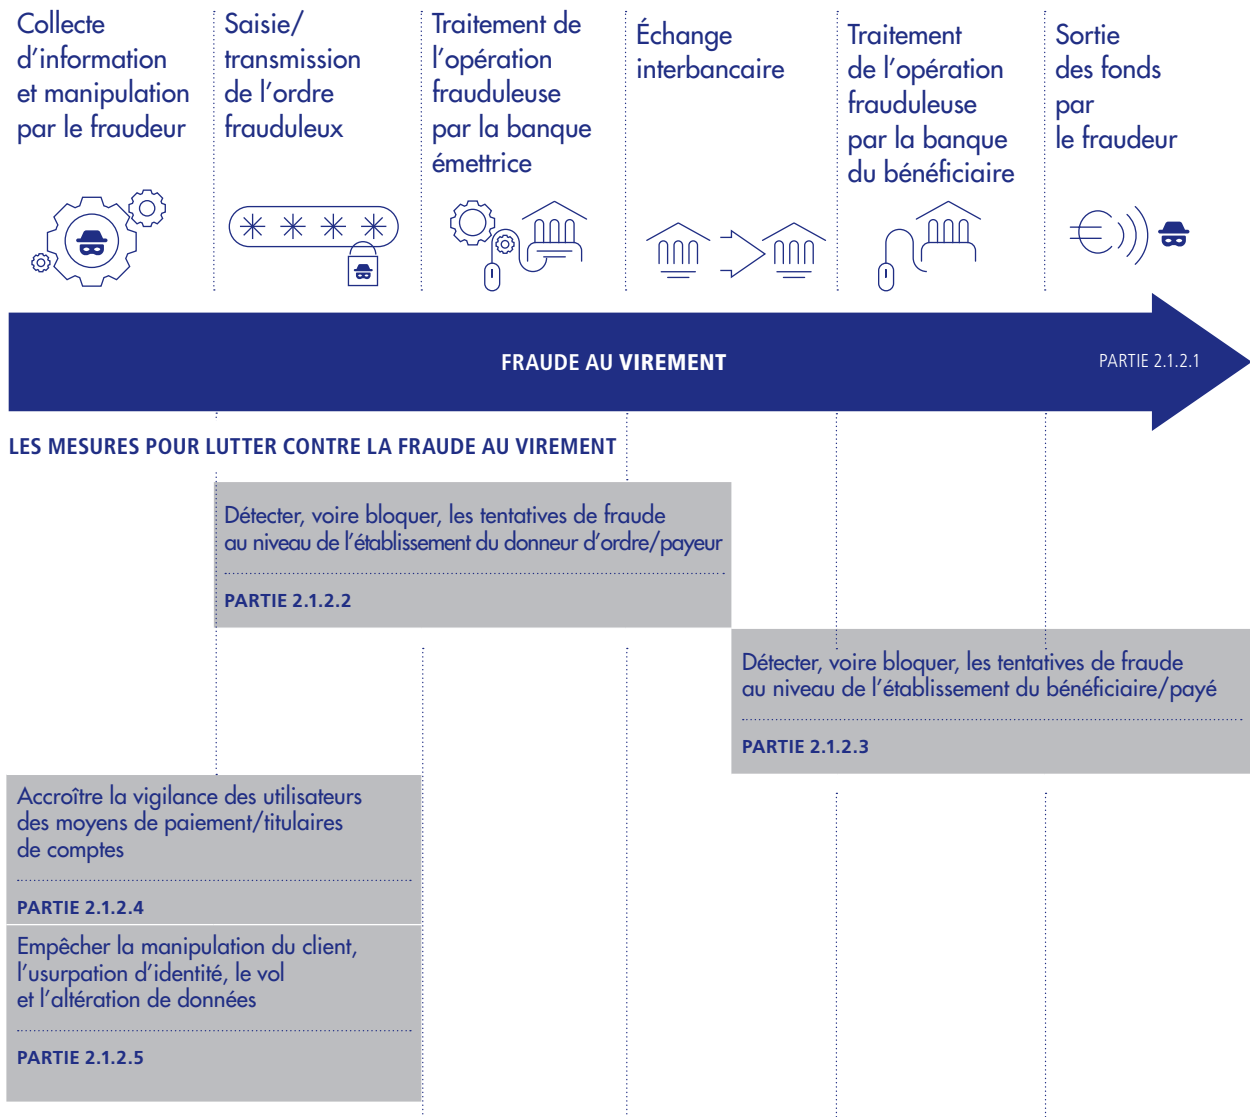 Collecte
d’information
et manipulation
par le fraudeur
Saisie/
transmission
de l’ordre
frauduleux
Traitement de
l’opération
frauduleuse
par la banque
émettrice
Échange
interbancaire
Traitement
de l’opération
frauduleuse
par la banque
du bénéficiaire
Sortie
des fonds
par
le fraudeur
FRAUDE AU VIREMENT
PARTIE 2.1.2.1
LES MESURES POUR LUTTER CONTRE LA FRAUDE AU VIREMENT
Détecter, voire bloquer, les tentatives de fraude
au niveau de l’établissement du donneur d’ordre/payeur
PARTIE 2.1.2.2
Détecter, voire bloquer, les tentatives de fraude
au niveau de l’établissement du bénéficiaire/payé
PARTIE 2.1.2.3
Accroître la vigilance des utilisateurs
des moyens de paiement/titulaires
de comptes
PARTIE 2.1.2.4
Empêcher la manipulation du client,
l’usurpation d’identité, le vol
et l’altération de données
PARTIE 2.1.2.5